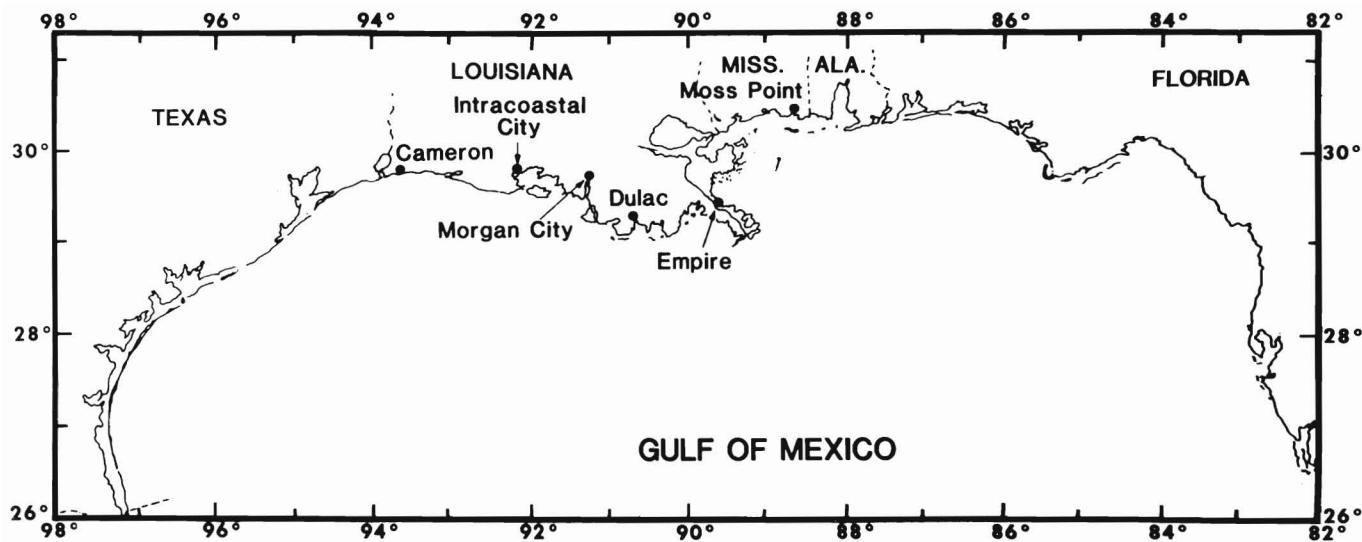 98° 96° 94° 92° 90° 88° 86° 84° 82°
LOUISIANA
MISS. ALA.
FLORIDA
Moss Point
TEXAS
Intracoastal
City
30°
Cameron
30°
Dulac
Morgan City
Empire
28°
28°
GULF OF MEXICO
26°
26°
98° 96° 94° 92° 90° 88° 86° 84° 82°